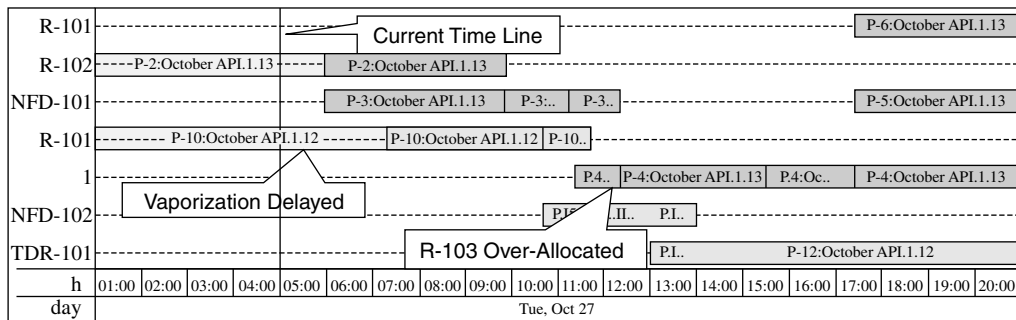 R-101
P-6:October API.1.13
Current Time Line
R-102
P-2:October API.1.13
P-2:October API.1.13
NFD-101
P-3:October API.1.13
P-3:..
P-3..
P-5:October API.1.13
R-101
P-10:October API.1.12
P-10:October API.1.12
P-10..
1
P.4..
P-4:October API.1.13
P.4:Oc..
P-4:October API.1.13
Vaporization Delayed
NFD-102
..II..
P.I..
R-103 Over-Allocated
TDR-101
P.I..
P-12:October API.1.12
h
01:00 02:00 03:00 04:00 05:00 06:00 07:00 08:00 09:00 10:00 11:00 12:00 13:00 14:00 15:00 16:00 17:00 18:00 19:00 20:00
day
Tue, Oct 27